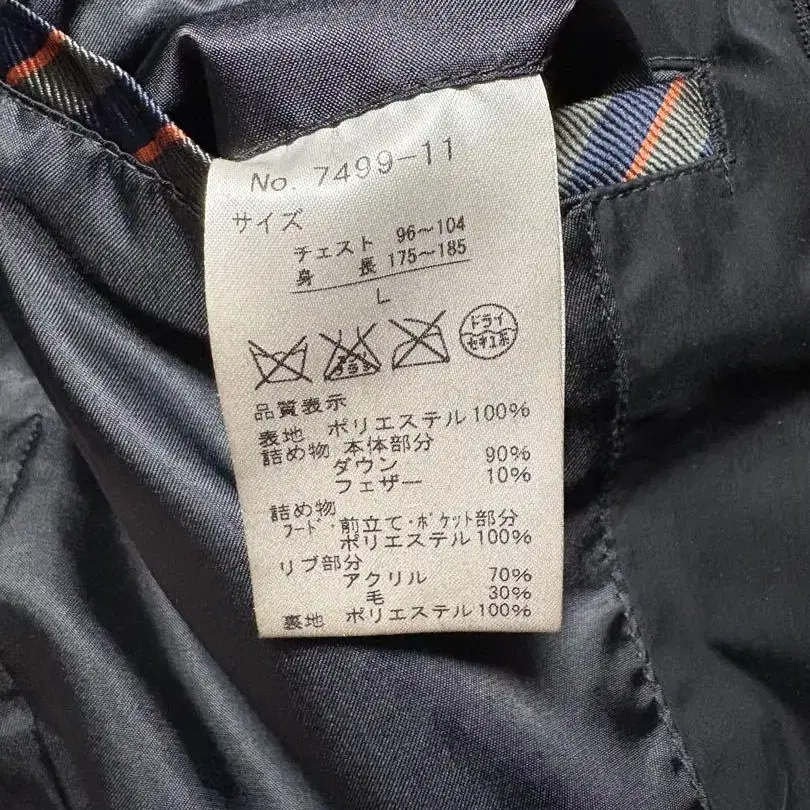 No. 7499-11
サイズ
チェスト 96～104
身 長 175～185
L
ドライ
セキユ系
品質表示
表地 ポリエステル100%
詰め物 本体部分
ダウン 90%
フェザー 10%
詰め物
フード・前立て・ポケット部分
ポリエステル100%
リブ部分
アクリル 70%
毛 30%
裏地 ポリエステル100%